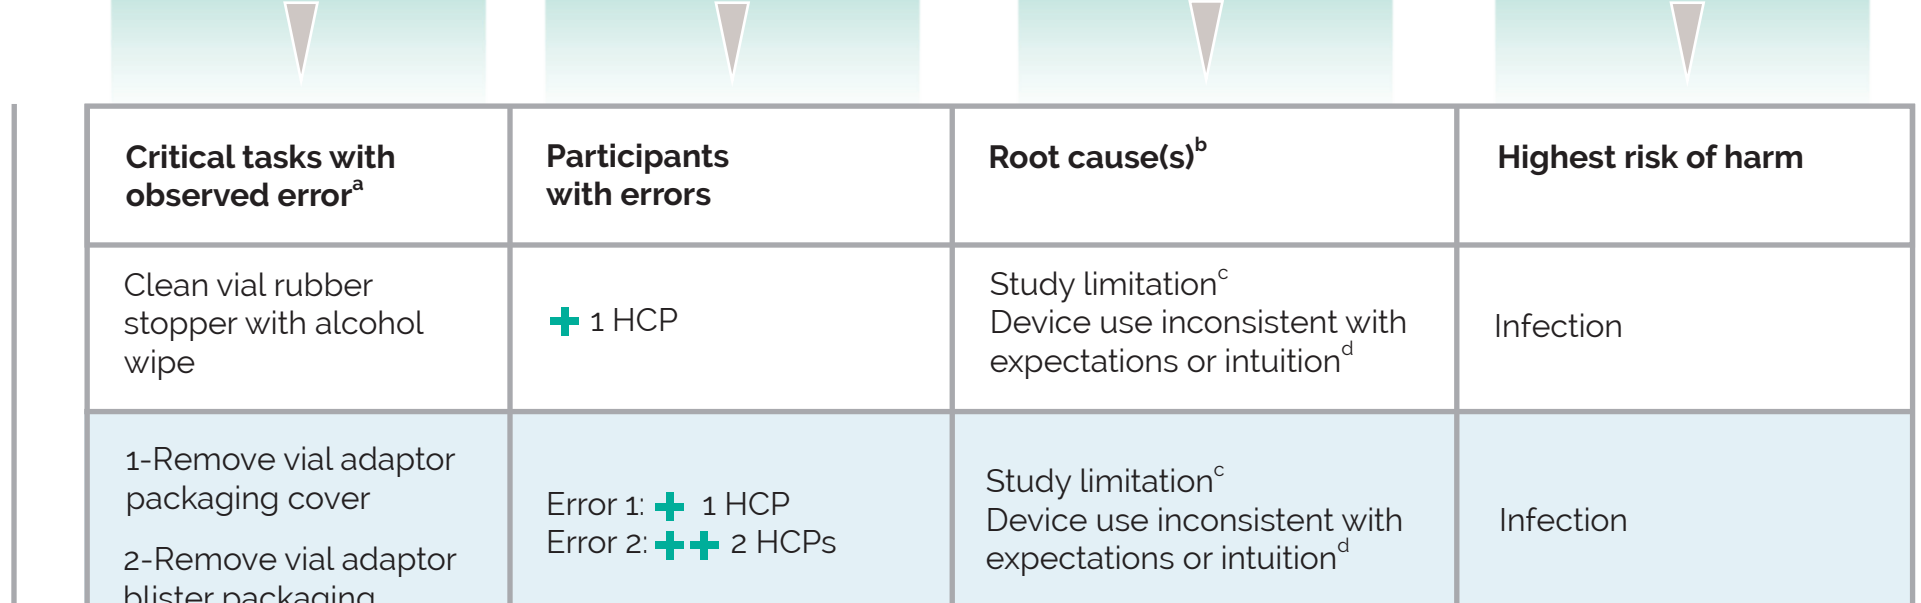 Critical tasks with
observed errorᵃ
Participants
with errors
Root cause(s)ᵇ
Highest risk of harm
Clean vial rubber
stopper with alcohol
wipe
1 HCP
Study limitationᶜ
Device use inconsistent with
expectations or intuitionᵈ
Infection
1-Remove vial adaptor
packaging cover
2-Remove vial adaptor
blister packaging
Error 1: + 1 HCP
Error 2: ++ 2 HCPs
Study limitationᶜ
Device use inconsistent with
expectations or intuitionᵈ
Infection